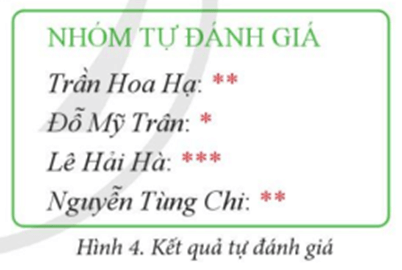 NHÓM TỰ ĐÁNH GIÁ
Trần Hoa Hạ: **
Đỗ Mỹ Trân: *
Lê Hải Hà: ***
Nguyễn Tùng Chi: **
Hình 4. Kết quả tự đánh giá